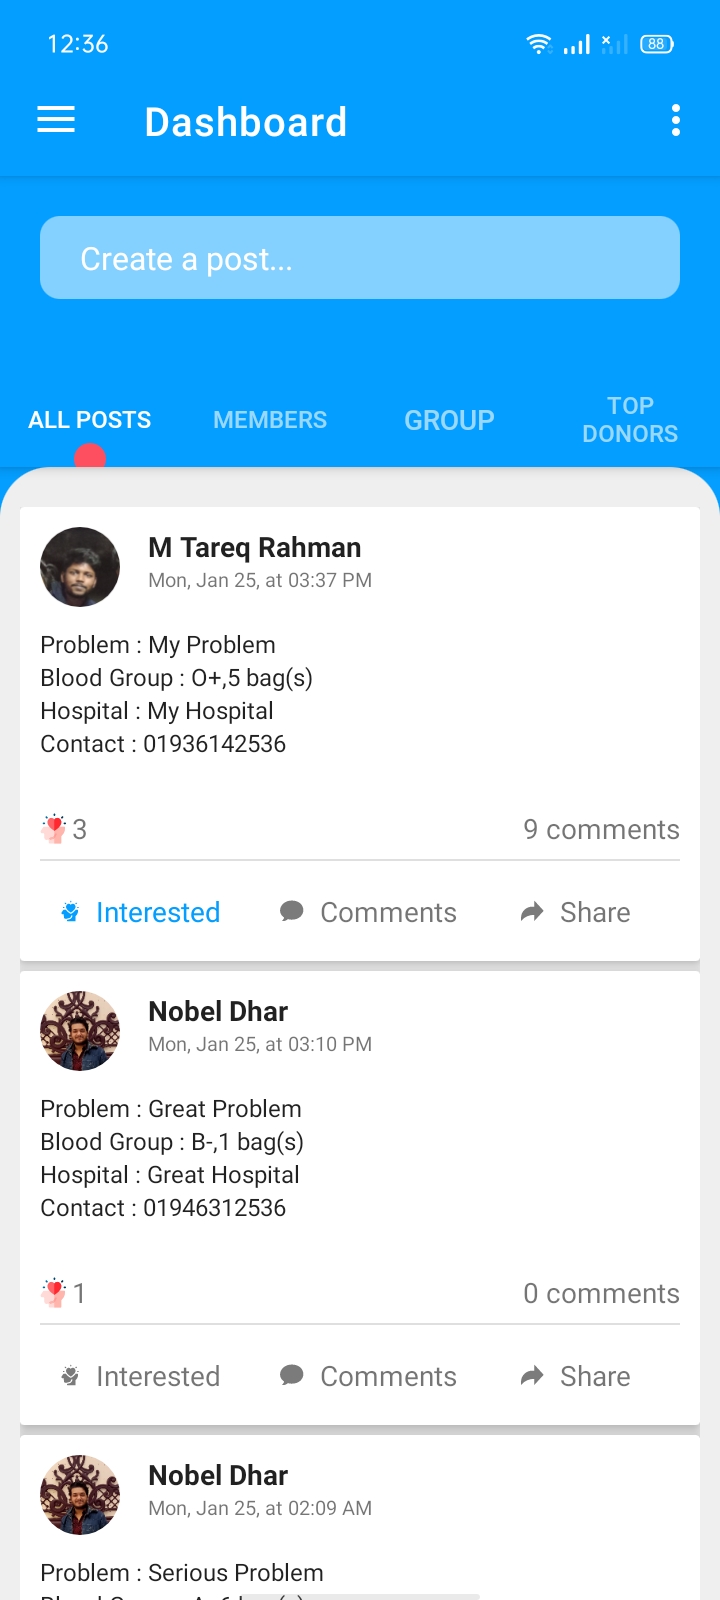 12:36
88
Dashboard
Create a post...
ALL POSTS
MEMBERS
GROUP
TOP
DONORS
M Tareq Rahman
Mon, Jan 25, at 03:37 PM
Problem : My Problem
Blood Group : O+,5 bag(s)
Hospital : My Hospital
Contact : 01936142536
3
9 comments
Interested
Comments
Share
Nobel Dhar
Mon, Jan 25, at 03:10 PM
Problem : Great Problem
Blood Group : B-,1 bag(s)
Hospital : Great Hospital
Contact : 01946312536
1
0 comments
Interested
Comments
Share
Nobel Dhar
Mon, Jan 25, at 02:09 AM
Problem : Serious Problem